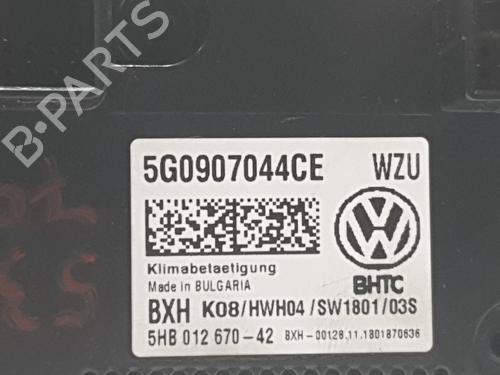 B-PARTS
5G0907044CE WZU
Klimabetaetigung
Made in BULGARIA
BHTC
BXH K08/HWH04/SW1801/03S
5HB 012 670-42 BXH-00128.11.1801870636